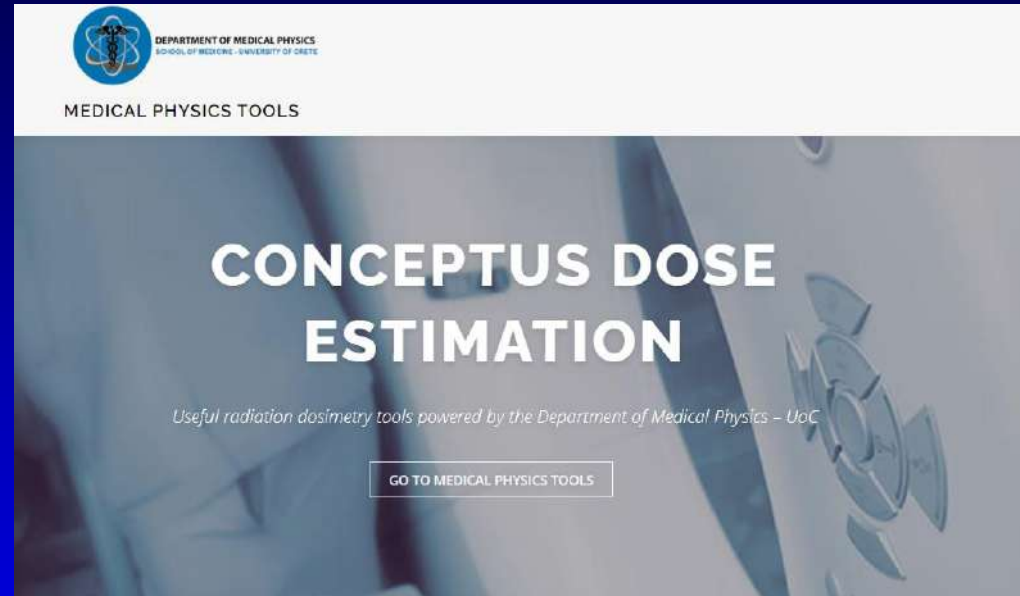 DEPARTMENT OF MEDICAL PHYSICS
SCHOOL OF MEDICINE - UNIVERSITY OF CRETE
MEDICAL PHYSICS TOOLS
CONCEPTUS DOSE
ESTIMATION
Useful radiation dosimetry tools powered by the Department of Medical Physics – UoC
GO TO MEDICAL PHYSICS TOOLS